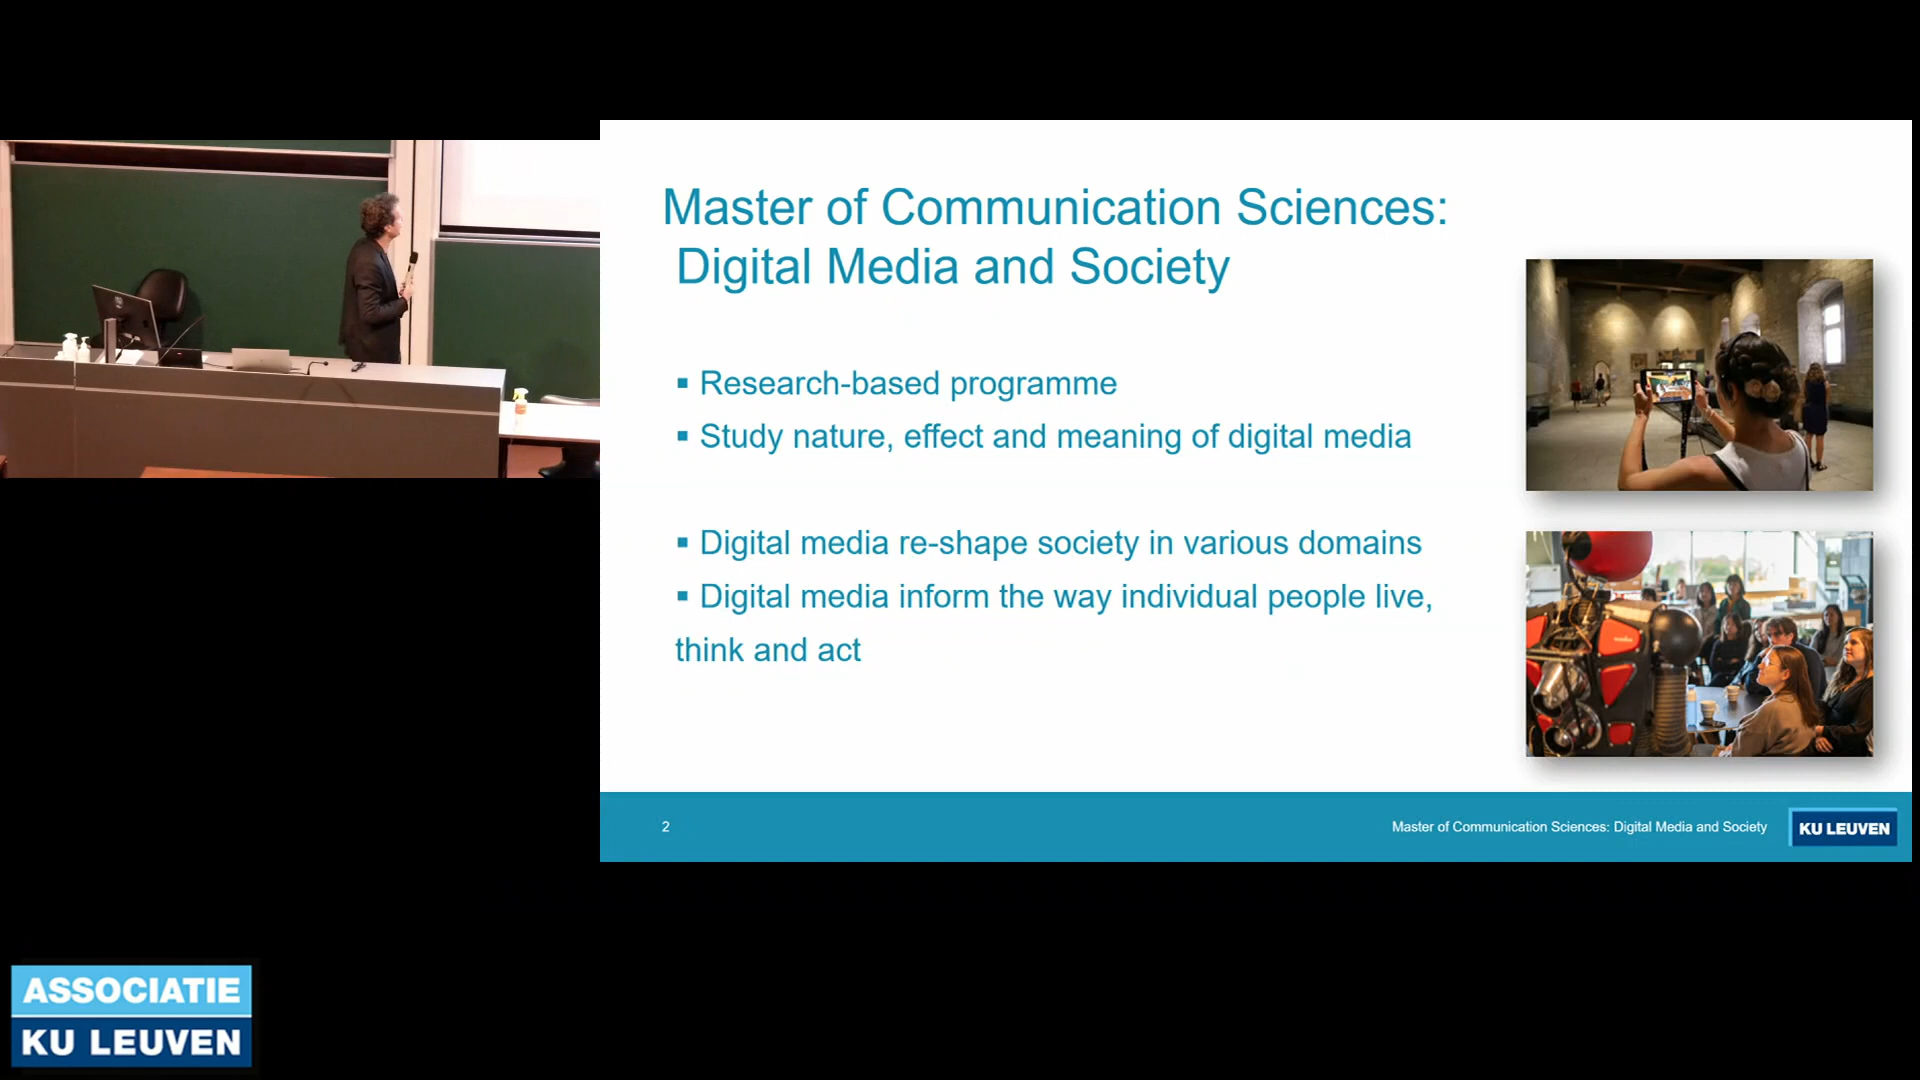 Master of Communication Sciences:
Digital Media and Society
▪ Research-based programme
▪ Study nature, effect and meaning of digital media
▪ Digital media re-shape society in various domains
▪ Digital media inform the way individual people live,
think and act
2
Master of Communication Sciences: Digital Media and Society
KU LEUVEN
ASSOCIATIE
KU LEUVEN